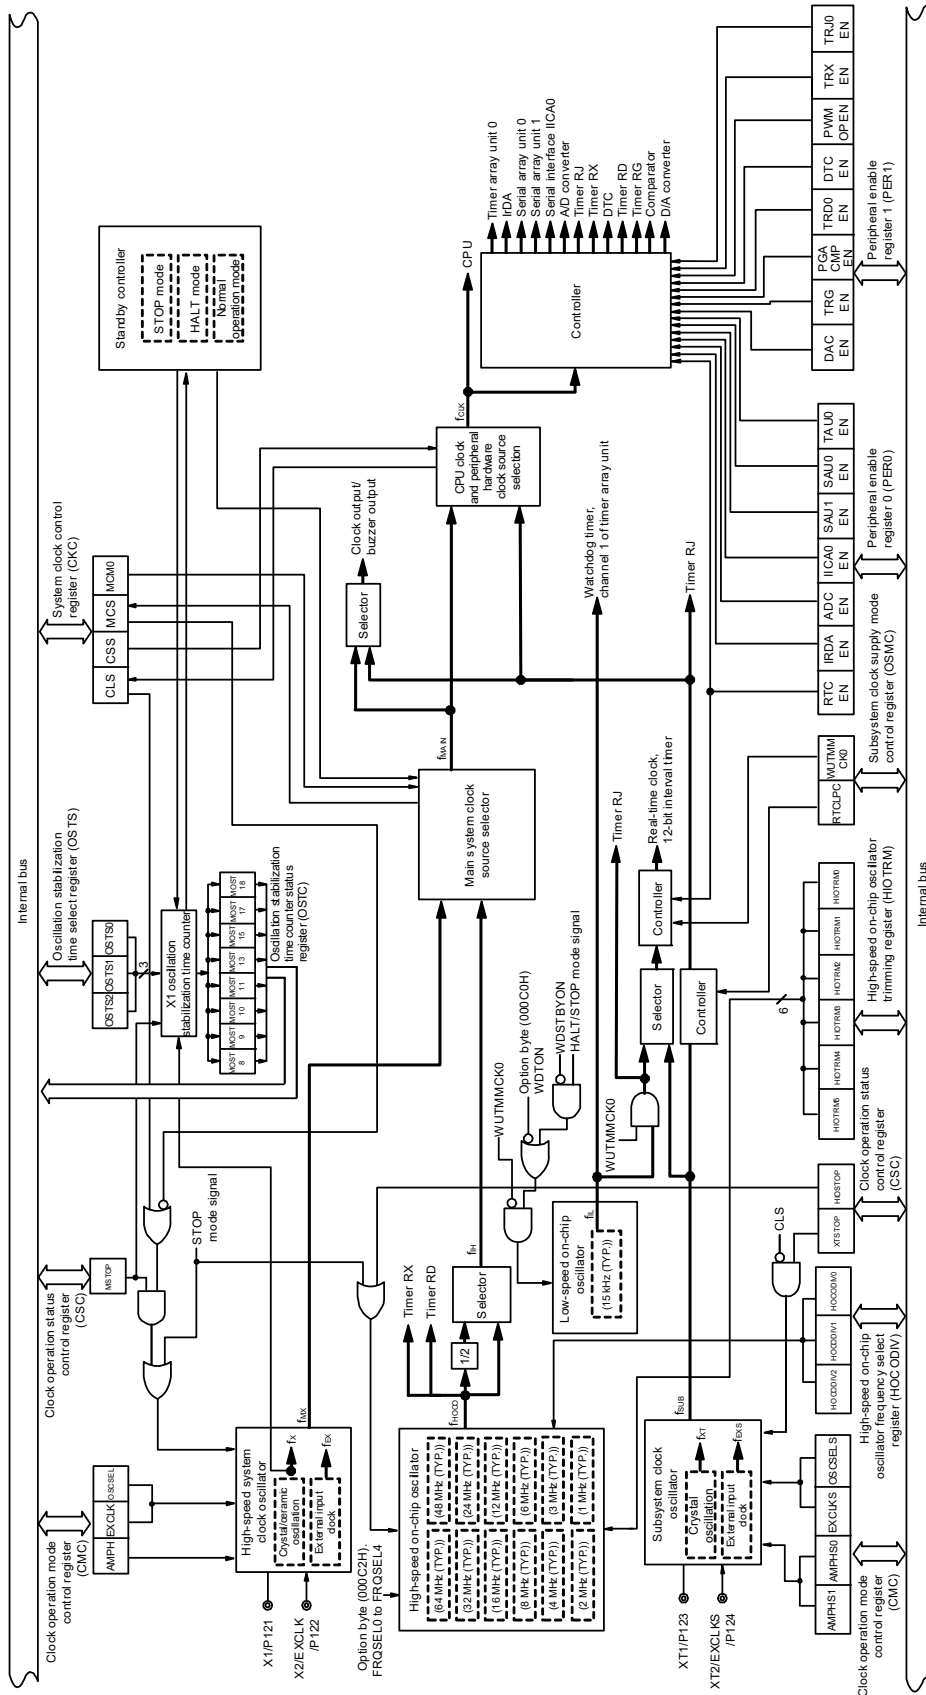 Internal bus
Clock operation mode
control register
(CMC)
AMPH
EXCLK
OSCSEL
Clock operation status
control register
(CSC)
MSTOP
Oscillation stabilization
time select register (OSTS)
OSTS2
OSTS1
OSTS0
3
X1 oscillation
stabilization time counter
MOST
8
MOST
9
MOST
10
MOST
11
MOST
13
MOST
15
MOST
17
MOST
18
Oscillation stabilization
time counter status
register (OSTC)
System clock control
register (CKC)
CLS
CSS
MCS
MCM0
Standby controller
STOP mode
HALT mode
Normal
operation mode
STOP
mode signal
X1/P121
X2/EXCLK
/P122
High-speed system
clock oscillator
Crystal/ceramic
oscillation
fX
External input
clock
fEX
fMX
Option byte (000C2H).
FRQSEL0 to FRQSEL4
High-speed on-chip oscillator
(64 MHz (TYP.))
(48 MHz (TYP.))
(32 MHz (TYP.))
(24 MHz (TYP.))
(16 MHz (TYP.))
(12 MHz (TYP.))
(8 MHz (TYP.))
(6 MHz (TYP.))
(4 MHz (TYP.))
(3 MHz (TYP.))
(2 MHz (TYP.))
(1 MHz (TYP.))
fHOCO
Timer RX
Timer RD
1/2
Selector
fIH
WUTMMCK0
Option byte (000C0H)
WDTON
WDSTBYON
HALT/STOP mode signal
Low-speed on-chip
oscillator
(15 kHz (TYP.))
fIL
WUTMMCK0
Main system clock
source selector
fMAIN
Selector
Clock output/
buzzer output
CPU clock
and peripheral
hardware
clock source
selection
fCLK
CPU
Controller
Timer array unit 0
IrDA
Serial array unit 0
Serial array unit 1
Serial interface IICA0
A/D converter
Timer RJ
Timer RX
DTC
Timer RD
Timer RG
Comparator
D/A converter
Watchdog timer,
channel 1 of timer array unit
Timer RJ
Selector
Controller
Real-time clock,
12-bit interval timer
Controller
Timer RJ
XT1/P123
XT2/EXCLKS
/P124
Subsystem clock
oscillator
Crystal
oscillation
fXT
External input
clock
fEXS
fSUB
CLS
6
AMPHS1
AMPHS0
EXCLKS
OSCSELS
Clock operation mode
control register
(CMC)
HOCODIV2
HOCODIV1
HOCODIV0
High-speed on-chip
oscillator frequency select
register (HOCODIV)
XTSTOP
HIOSTOP
Clock operation status
control register
(CSC)
HIOTRM5
HIOTRM4
HIOTRM3
HIOTRM2
HIOTRM1
HIOTRM0
High-speed on-chip oscillator
trimming register (HIOTRM)
RTCLPC
WUTMM
CK0
Subsystem clock supply mode
control register (OSMC)
RTC
EN
IRDA
EN
ADC
EN
IICA0
EN
SAU1
EN
SAU0
EN
TAU0
EN
Peripheral enable
register 0 (PER0)
DAC
EN
TRG
EN
PGA
CMP
EN
TRD0
EN
DTC
EN
PWM
OPEN
TRX
EN
TRJ0
EN
Peripheral enable
register 1 (PER1)
Internal bus